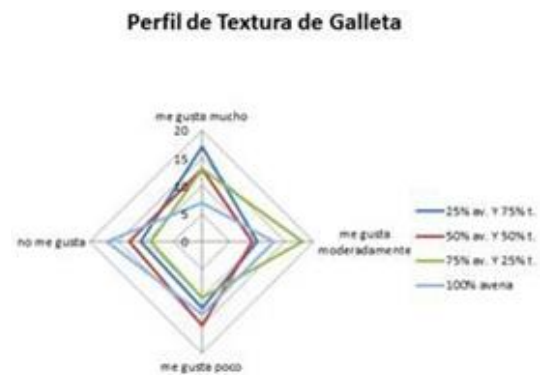 Perfil de Textura de Galleta
me gusta mucho
20
15
10
5
0
no me gusta
me gusta
moderadamente
me gusta poco
25% av. Y 75% t.
50% av. Y 50% t.
75% av. Y 25% t.
100% avena